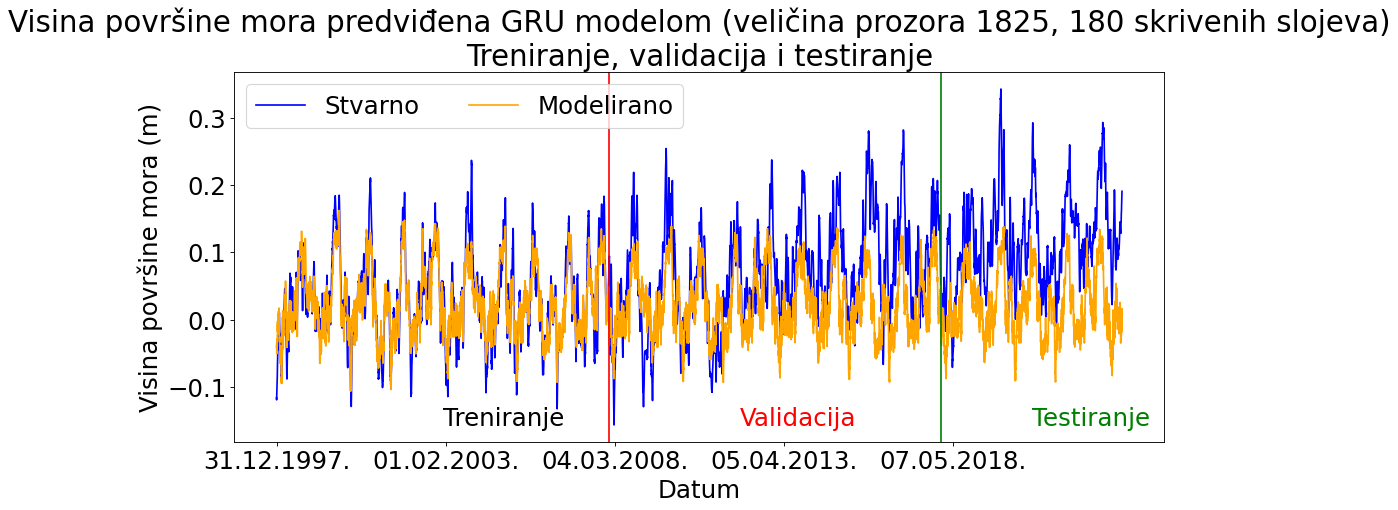 Visina površine mora predviđena GRU modelom (veličina prozora 1825, 180 skrivenih slojeva)
Treniranje, validacija i testiranje
Stvarno
Modelirano
Visina površine mora (m)
0.3
0.2
0.1
0.0
−0.1
Treniranje
Validacija
Testiranje
31.12.1997.
01.02.2003.
04.03.2008.
05.04.2013.
07.05.2018.
Datum